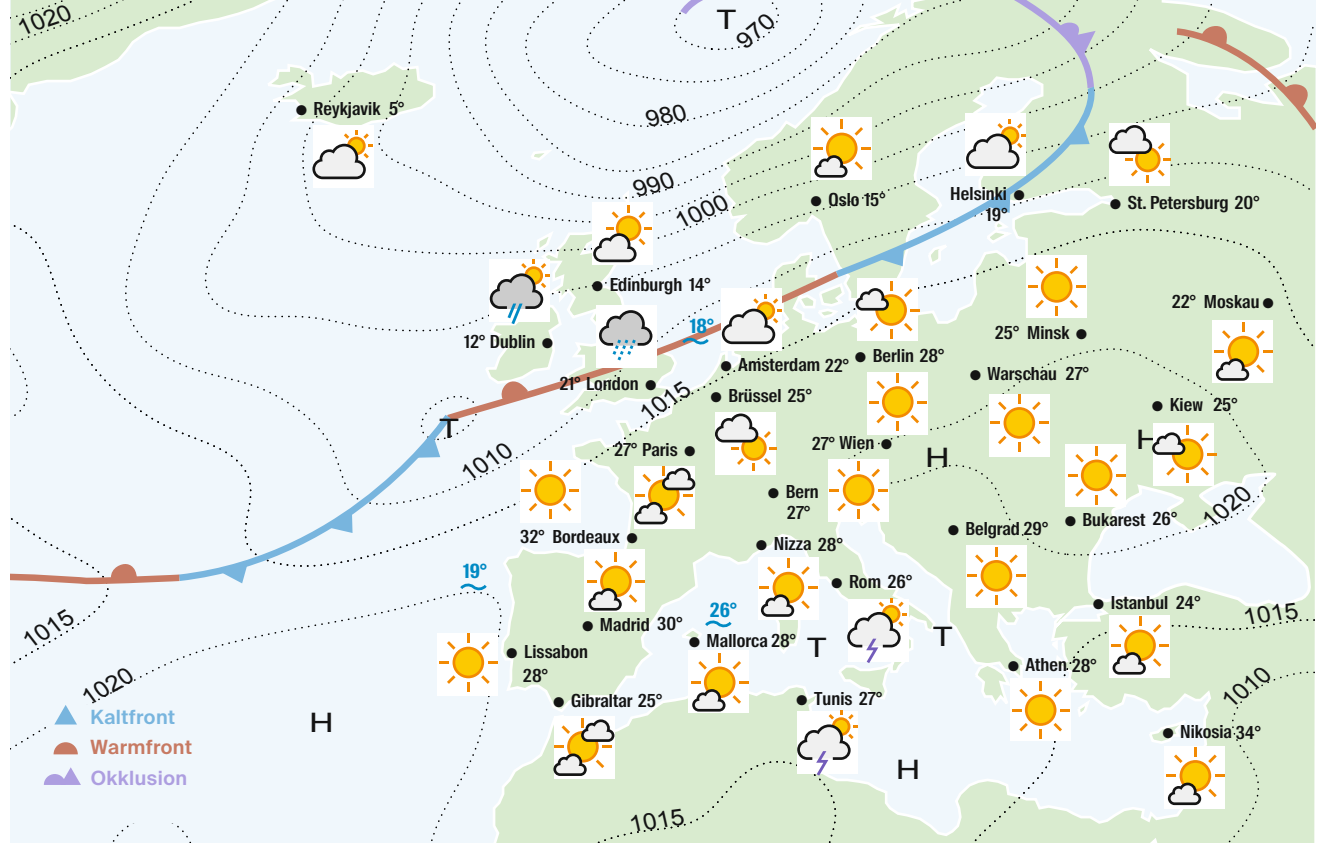 1020
T
970
Reykjavik 5°
980
990
1000
Oslo 15°
Helsinki
19°
St. Petersburg 20°
Edinburgh 14°
12° Dublin
18°
22° Moskau
25° Minsk
21° London
Amsterdam 22°
Berlin 28°
Warschau 27°
1015
Brüssel 25°
Kiew 25°
T
1010
27° Paris
27° Wien
H
H
Bern
27°
1020
32° Bordeaux
Nizza 28°
Belgrad 29°
Bukarest 26°
19°
Rom 26°
26°
Istanbul 24°
1015
1015
Madrid 30°
Mallorca 28°
T
T
Lissabon
28°
Athen 28°
1020
Gibraltar 25°
Tunis 27°
1010
Kaltfront
H
Nikosia 34°
Warmfront
Okklusion
H
1015